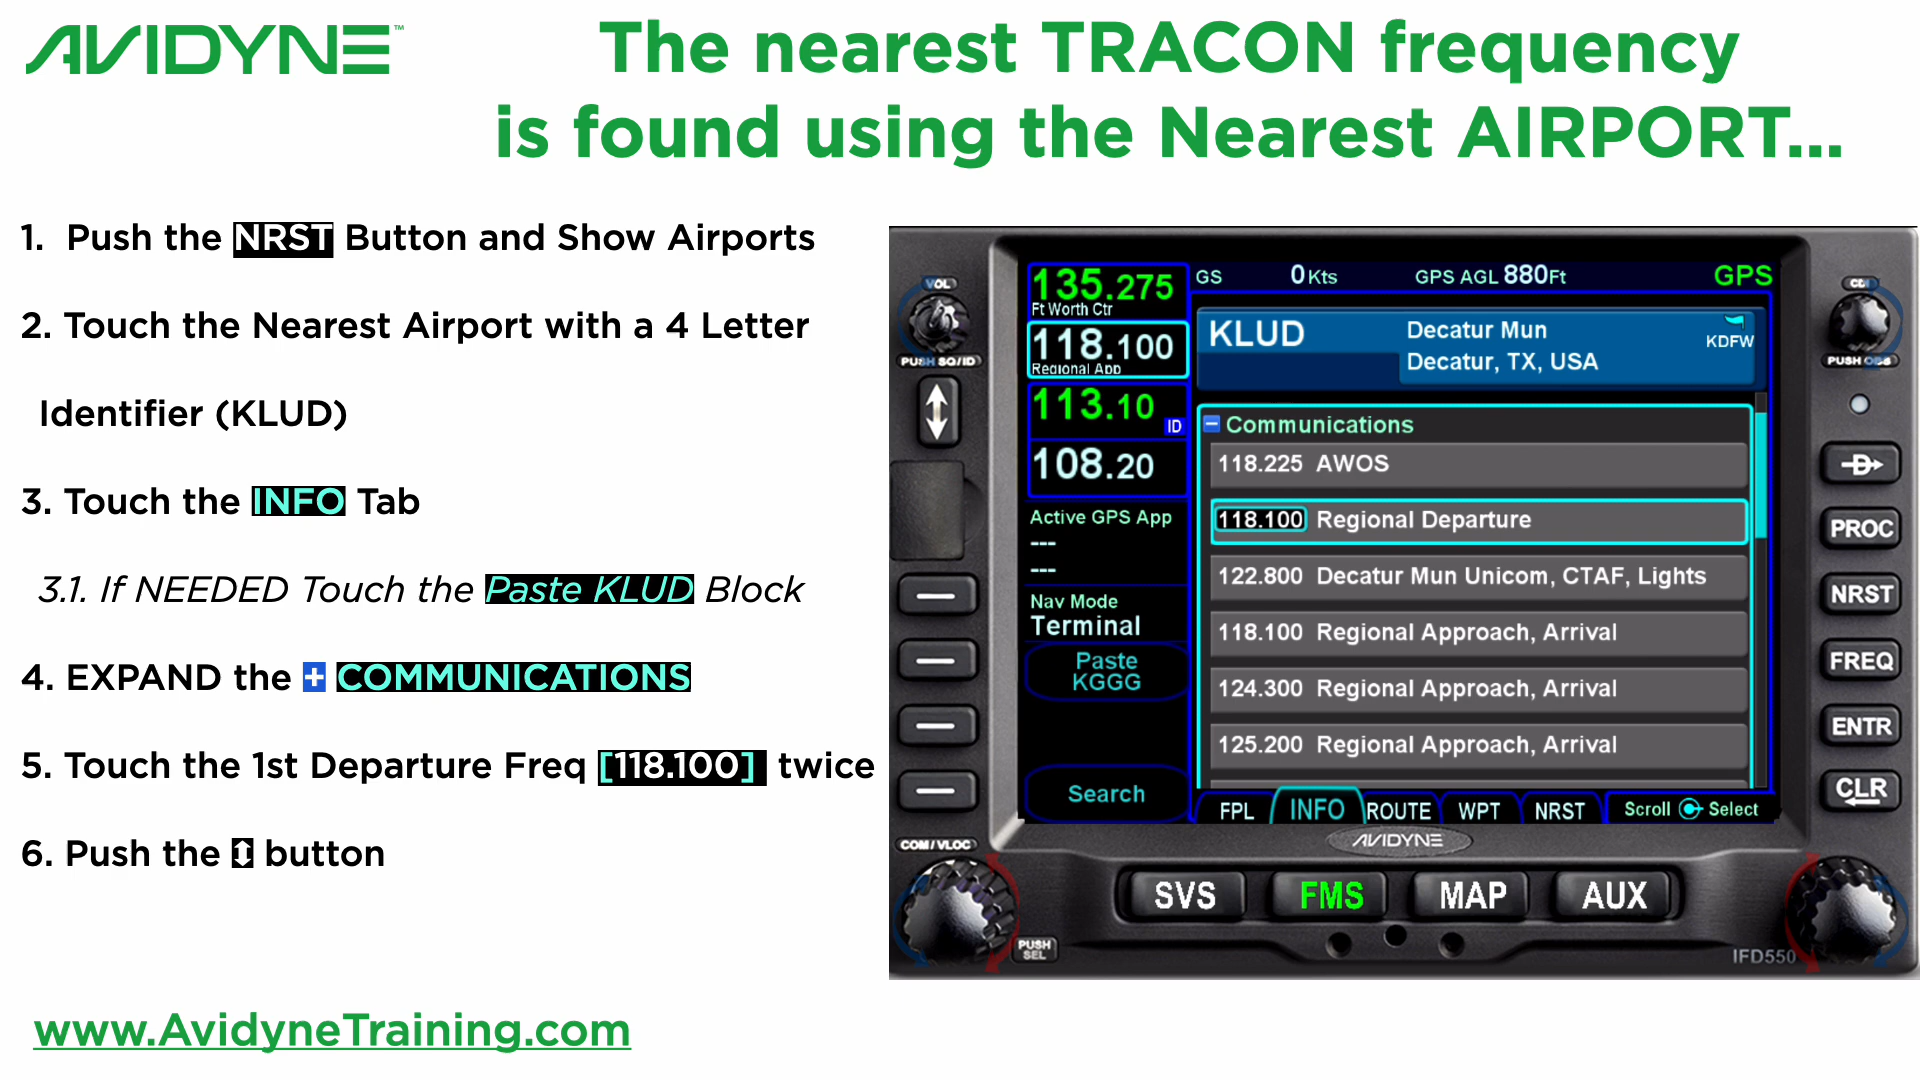 AVIDYNE™
The nearest TRACON frequency
is found using the Nearest AIRPORT...
1. Push the NRST Button and Show Airports
2. Touch the Nearest Airport with a 4 Letter
Identifier (KLUD)
3. Touch the INFO Tab
3.1. If NEEDED Touch the Paste KLUD Block
4. EXPAND the + COMMUNICATIONS
5. Touch the 1st Departure Freq [118.100] twice
6. Push the ↕ button
www.AvidyneTraining.com
VOL
PUSH SQ/ID
135.275
Ft Worth Ctr
118.100
Regional App
113.10
ID
108.20
Active GPS App
---
---
Nav Mode
Terminal
Paste
KGGG
Search
GS 0Kts GPS AGL 880Ft GPS
KLUD
Decatur Mun
Decatur, TX, USA
KDFW
Communications
118.225 AWOS
118.100 Regional Departure
122.800 Decatur Mun Unicom, CTAF, Lights
118.100 Regional Approach, Arrival
124.300 Regional Approach, Arrival
125.200 Regional Approach, Arrival
FPL INFO ROUTE WPT NRST Scroll Select
CDI
PUSH OBS
D
PROC
NRST
FREQ
ENTR
CLR
COM/VLOC
AVIDYNE
SVS FMS MAP AUX
PUSH
SEL
IFD550